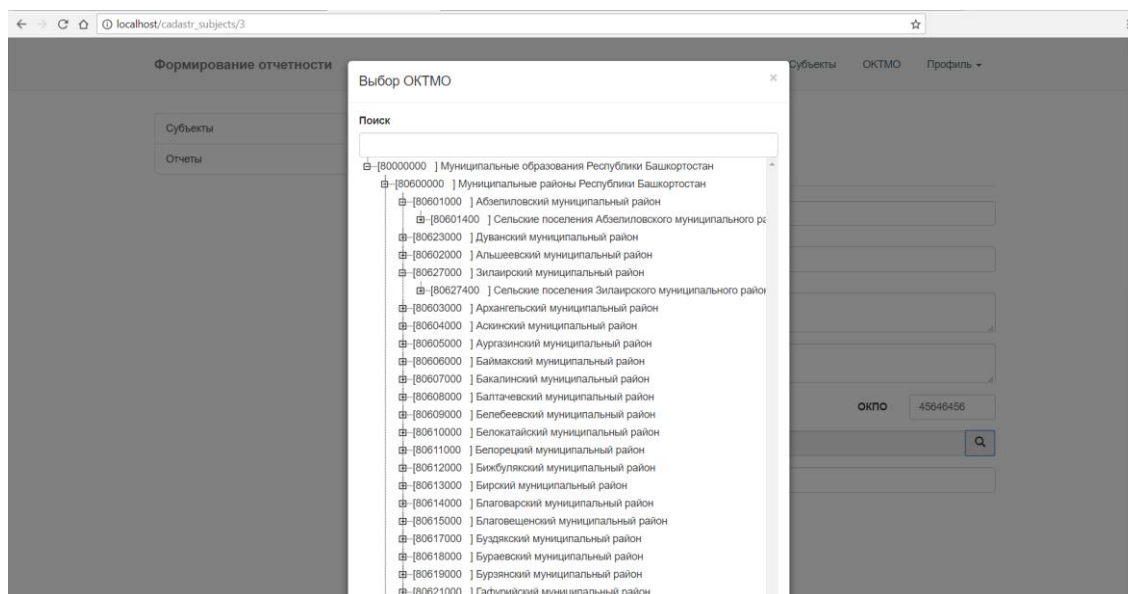 localhost/cadastr_subjects/3
Формирование отчетности
Субъекты
ОКТМО
Профиль
Субъекты
Отчеты
Выбор ОКТМО
×
Поиск
[80000000 ] Муниципальные образования Республики Башкортостан
[80600000 ] Муниципальные районы Республики Башкортостан
[80601000 ] Абзелиловский муниципальный район
[80601400 ] Сельские поселения Абзелиловского муниципального ра
[80623000 ] Дуванский муниципальный район
[80602000 ] Альшеевский муниципальный район
[80627000 ] Зилаирский муниципальный район
[80627400 ] Сельские поселения Зилаирского муниципального район
[80603000 ] Архангельский муниципальный район
[80604000 ] Аскинский муниципальный район
[80605000 ] Аургазинский муниципальный район
[80606000 ] Баймакский муниципальный район
[80607000 ] Бакалинский муниципальный район
[80608000 ] Балтачевский муниципальный район
[80609000 ] Белебеевский муниципальный район
[80610000 ] Белокатайский муниципальный район
[80611000 ] Белорецкий муниципальный район
[80612000 ] Бижбулякский муниципальный район
[80613000 ] Бирский муниципальный район
[80614000 ] Благоварский муниципальный район
[80615000 ] Благовещенский муниципальный район
[80617000 ] Буздякский муниципальный район
[80618000 ] Бураевский муниципальный район
[80619000 ] Бурзянский муниципальный район
[80621000 ] Гафурийский муниципальный район
ОКПО
45646456